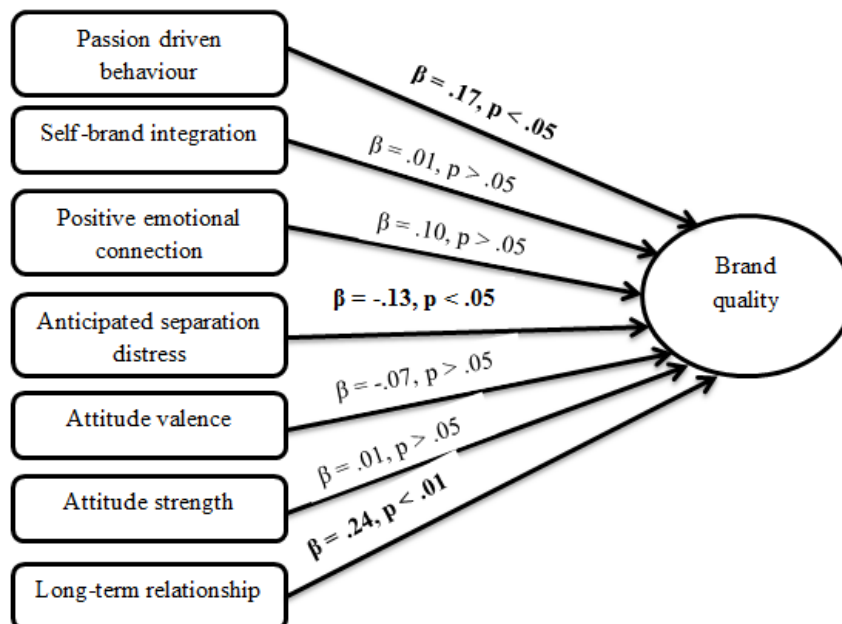 Passion driven
behaviour
β = .17, p < .05
Self-brand integration
β = .01, p > .05
Positive emotional
connection
β = .10, p > .05
Brand
quality
β = -.13, p < .05
Anticipated separation
distress
β = -.07, p > .05
Attitude valence
β = .01, p > .05
Attitude strength
β = .24, p < .01
Long-term relationship